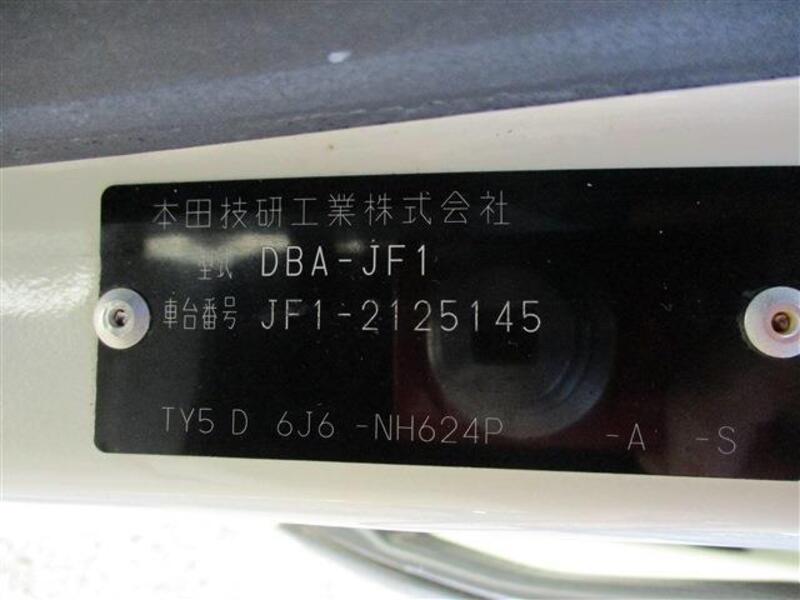 本田技研工業株式会社
型式 DBA-JF1
車台番号 JF1-2125145
TY5 D 6J6 -NH624P -A -S